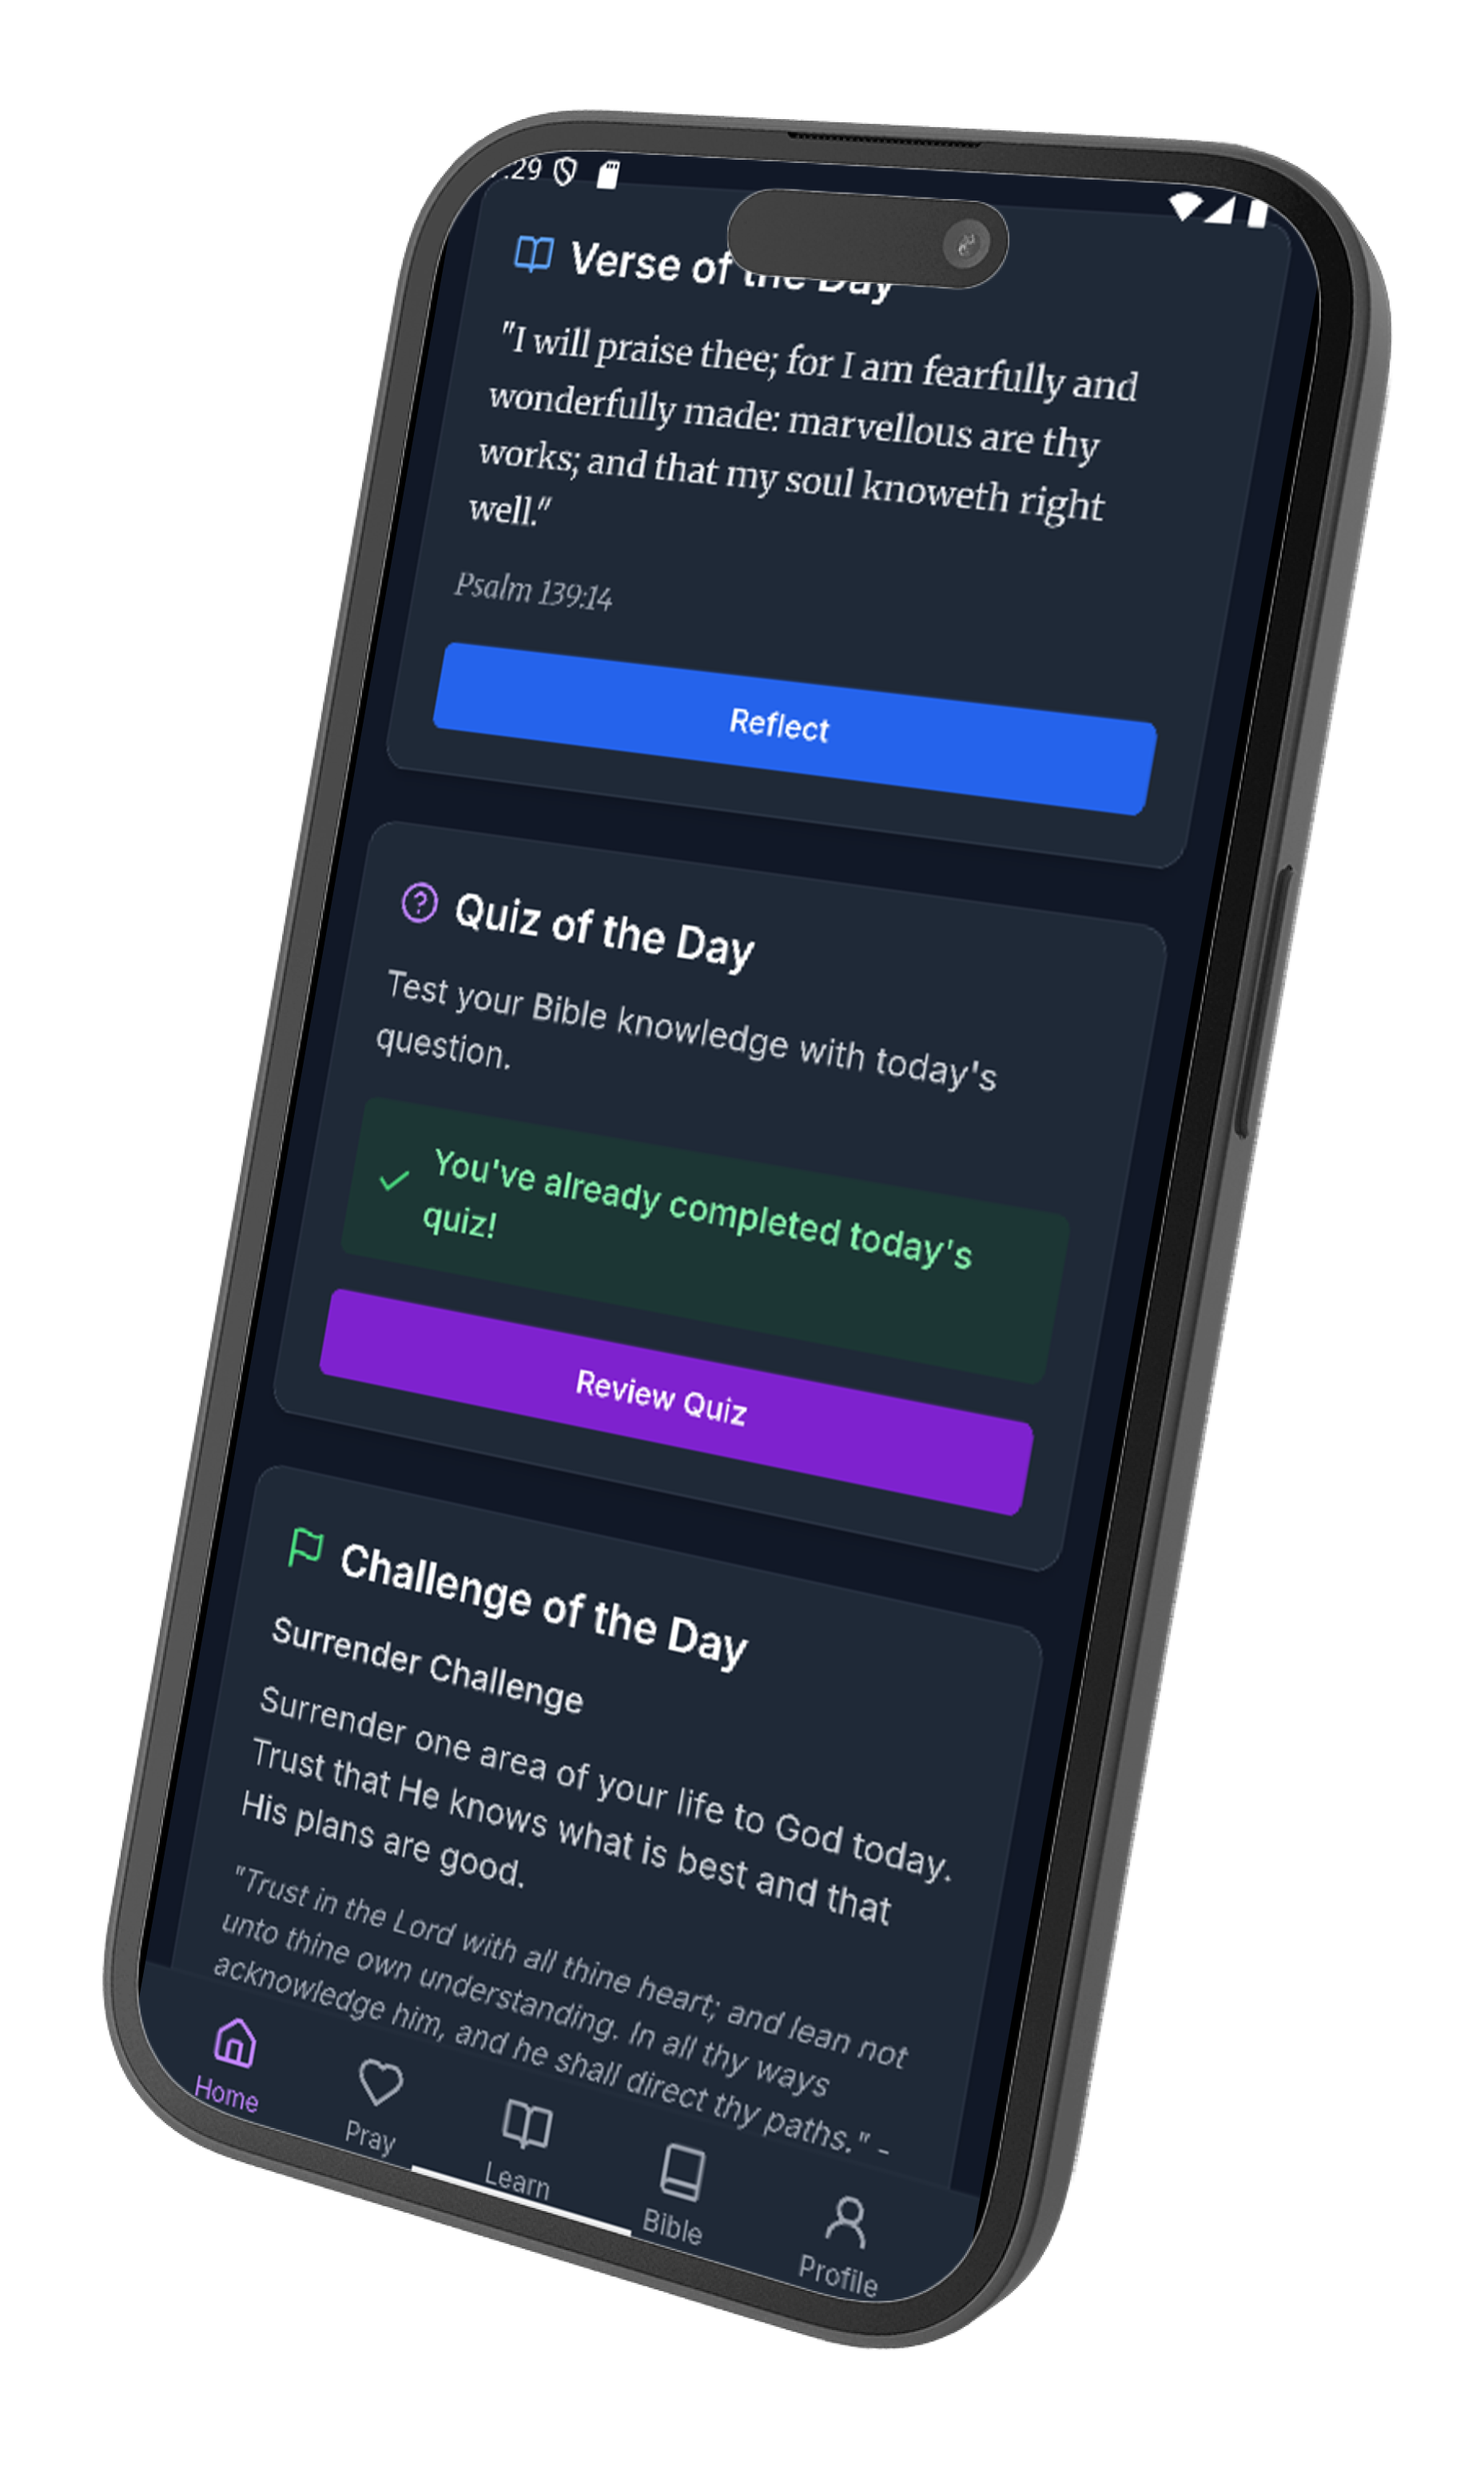 :29
Verse of the Day
"I will praise thee; for I am fearfully and
wonderfully made: marvellous are thy
works; and that my soul knoweth right
well."
Psalm 139:14
Reflect
Quiz of the Day
Test your Bible knowledge with today's
question.
You've already completed today's
quiz!
Review Quiz
Challenge of the Day
Surrender Challenge
Surrender one area of your life to God today.
Trust that He knows what is best and that
His plans are good.
"Trust in the Lord with all thine heart; and lean not
unto thine own understanding. In all thy ways
acknowledge him, and he shall direct thy paths." -
Home
Pray
Learn
Bible
Profile